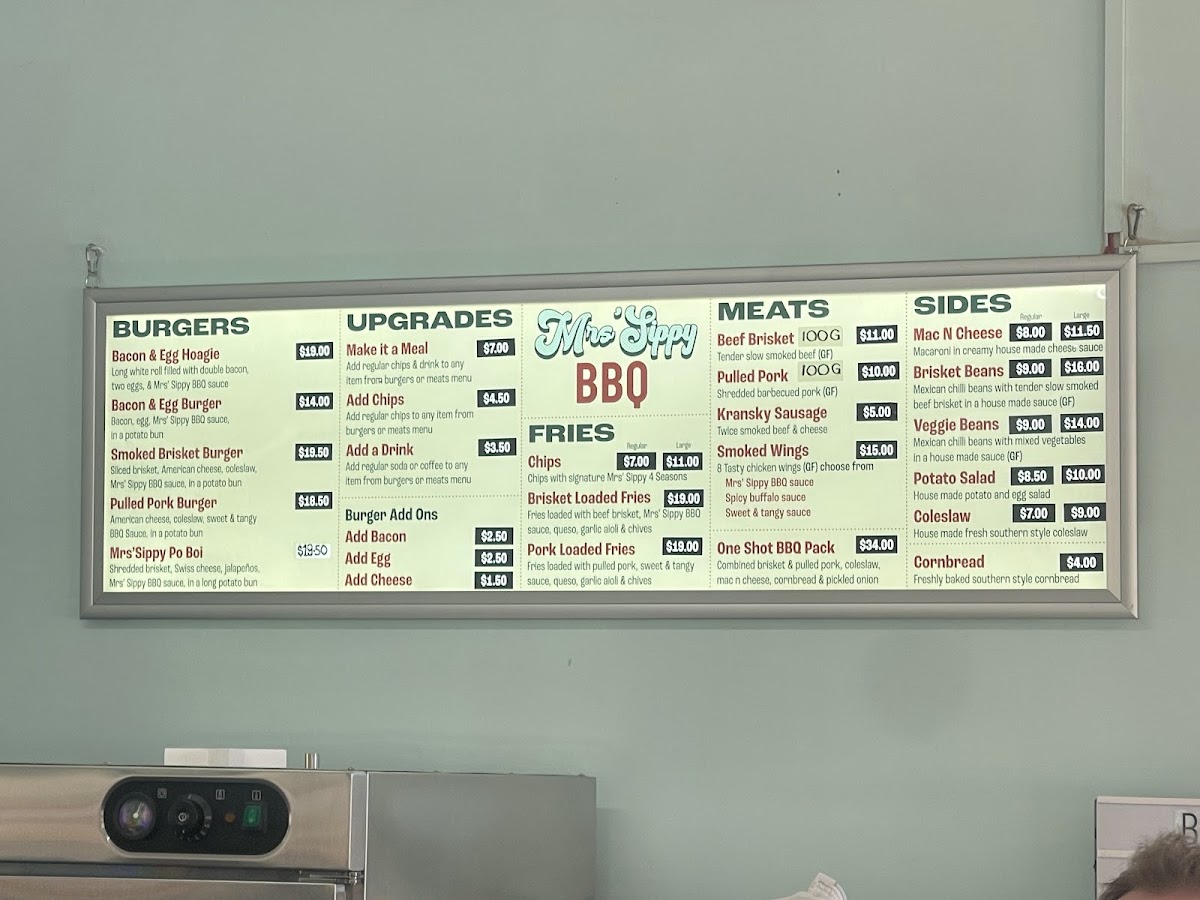 BURGERS
Bacon & Egg Hoagie $19.00
Long white roll filled with double bacon,
two eggs, & Mrs' Sippy BBQ sauce
Bacon & Egg Burger $14.00
Bacon, egg, Mrs' Sippy BBQ sauce,
in a potato bun
Smoked Brisket Burger $19.50
Sliced brisket, American cheese, coleslaw,
Mrs' Sippy BBQ sauce, in a potato bun
Pulled Pork Burger $18.50
American cheese, coleslaw, sweet & tangy
BBQ Sauce, in a potato bun
Mrs'Sippy Po Boi $19.50
Shredded brisket, Swiss cheese, jalapeños,
Mrs' Sippy BBQ sauce, in a long potato bun
UPGRADES
Make it a Meal $7.00
Add regular chips & drink to any
item from burgers or meats menu
Add Chips $4.50
Add regular chips to any item from
burgers or meats menu
Add a Drink $3.50
Add regular soda or coffee to any
item from burgers or meats menu
Burger Add Ons
Add Bacon $2.50
Add Egg $2.50
Add Cheese $1.50
Mrs' Sippy
BBQ
FRIES
Regular Large
Chips $7.00 $11.00
Chips with signature Mrs' Sippy 4 Seasons
Brisket Loaded Fries $19.00
Fries loaded with beef brisket, Mrs' Sippy BBQ
sauce, queso, garlic aioli & chives
Pork Loaded Fries $19.00
Fries loaded with pulled pork, sweet & tangy
sauce, queso, garlic aioli & chives
MEATS
Beef Brisket 100G $11.00
Tender slow smoked beef (GF)
Pulled Pork 100G $10.00
Shredded barbecued pork (GF)
Kransky Sausage $5.00
Twice smoked beef & cheese
Smoked Wings $15.00
8 Tasty chicken wings (GF) choose from
Mrs' Sippy BBQ sauce
Spicy buffalo sauce
Sweet & tangy sauce
One Shot BBQ Pack $34.00
Combined brisket & pulled pork, coleslaw,
mac n cheese, cornbread & pickled onion
SIDES
Regular Large
Mac N Cheese $8.00 $11.50
Macaroni in creamy house made cheese sauce
Brisket Beans $9.00 $16.00
Mexican chilli beans with tender slow smoked
beef brisket in a house made sauce (GF)
Veggie Beans $9.00 $14.00
Mexican chilli beans with mixed vegetables
in a house made sauce (GF)
Potato Salad $8.50 $10.00
House made potato and egg salad
Coleslaw $7.00 $9.00
House made fresh southern style coleslaw
Cornbread $4.00
Freshly baked southern style cornbread
B